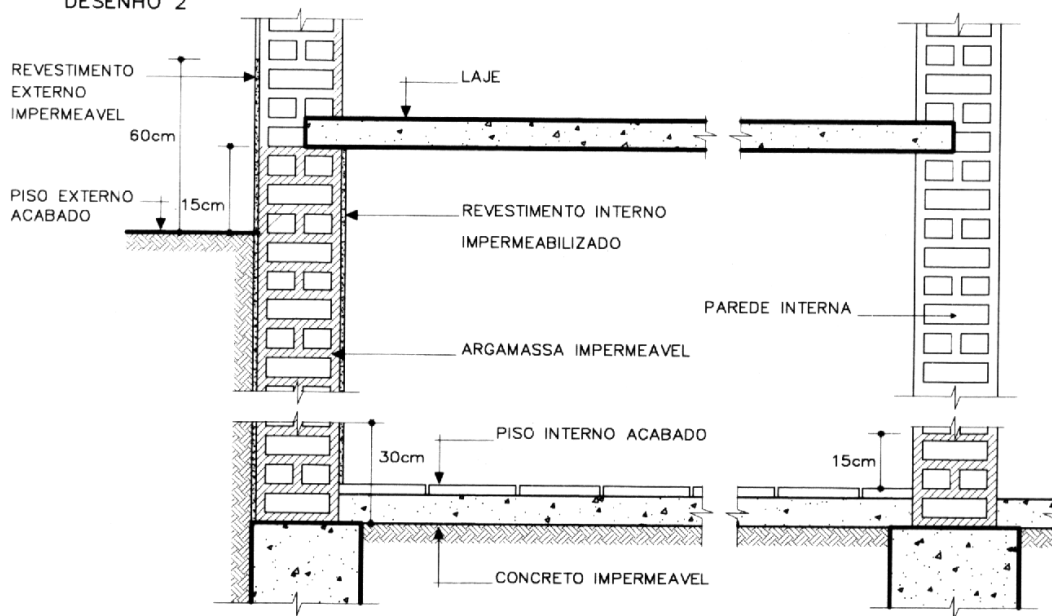 DESENHO 2
REVESTIMENTO
EXTERNO
IMPERMEAVEL
60cm
LAJE
PISO EXTERNO
ACABADO
15cm
REVESTIMENTO INTERNO
IMPERMEABILIZADO
PAREDE INTERNA
ARGAMASSA IMPERMEAVEL
30cm
PISO INTERNO ACABADO
15cm
CONCRETO IMPERMEAVEL